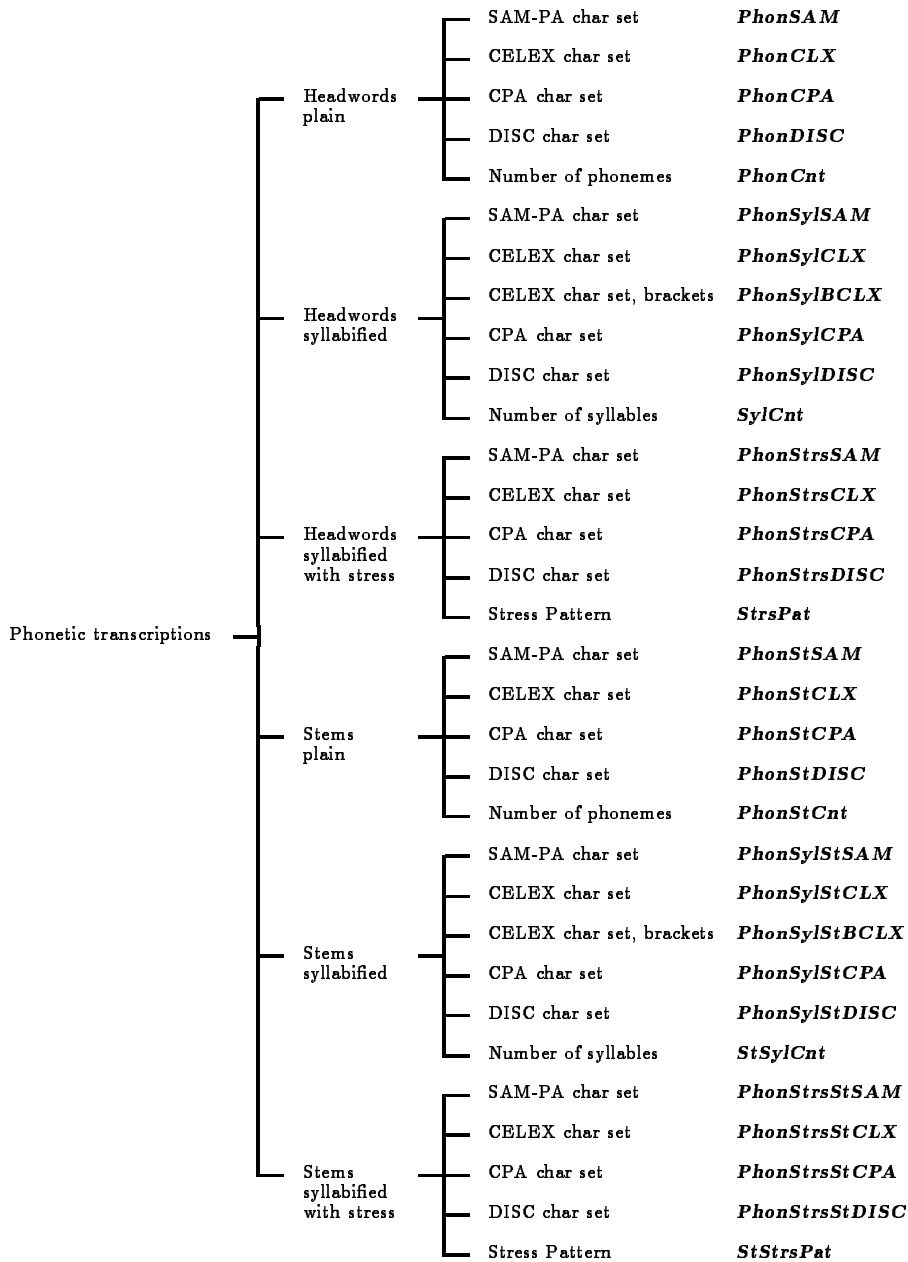 SAM-PA char set PhonSAM
CELEX char set PhonCLX
Headwords CPA char set PhonCPA
plain
DISC char set PhonDISC
Number of phonemes PhonCnt
SAM-PA char set PhonSylSAM
CELEX char set PhonSylCLX
CELEX char set, brackets PhonSylBCLX
Headwords
syllabified CPA char set PhonSylCPA
DISC char set PhonSylDISC
Number of syllables SylCnt
SAM-PA char set PhonStrsSAM
CELEX char set PhonStrsCLX
Headwords CPA char set PhonStrsCPA
syllabified
with stress DISC char set PhonStrsDISC
Stress Pattern StrsPat
Phonetic transcriptions
SAM-PA char set PhonStSAM
CELEX char set PhonStCLX
Stems CPA char set PhonStCPA
plain
DISC char set PhonStDISC
Number of phonemes PhonStCnt
SAM-PA char set PhonSylStSAM
CELEX char set PhonSylStCLX
CELEX char set, brackets PhonSylStBCLX
Stems
syllabified CPA char set PhonSylStCPA
DISC char set PhonSylStDISC
Number of syllables StSylCnt
SAM-PA char set PhonStrsStSAM
CELEX char set PhonStrsStCLX
Stems CPA char set PhonStrsStCPA
syllabified
with stress DISC char set PhonStrsStDISC
Stress Pattern StStrsPat